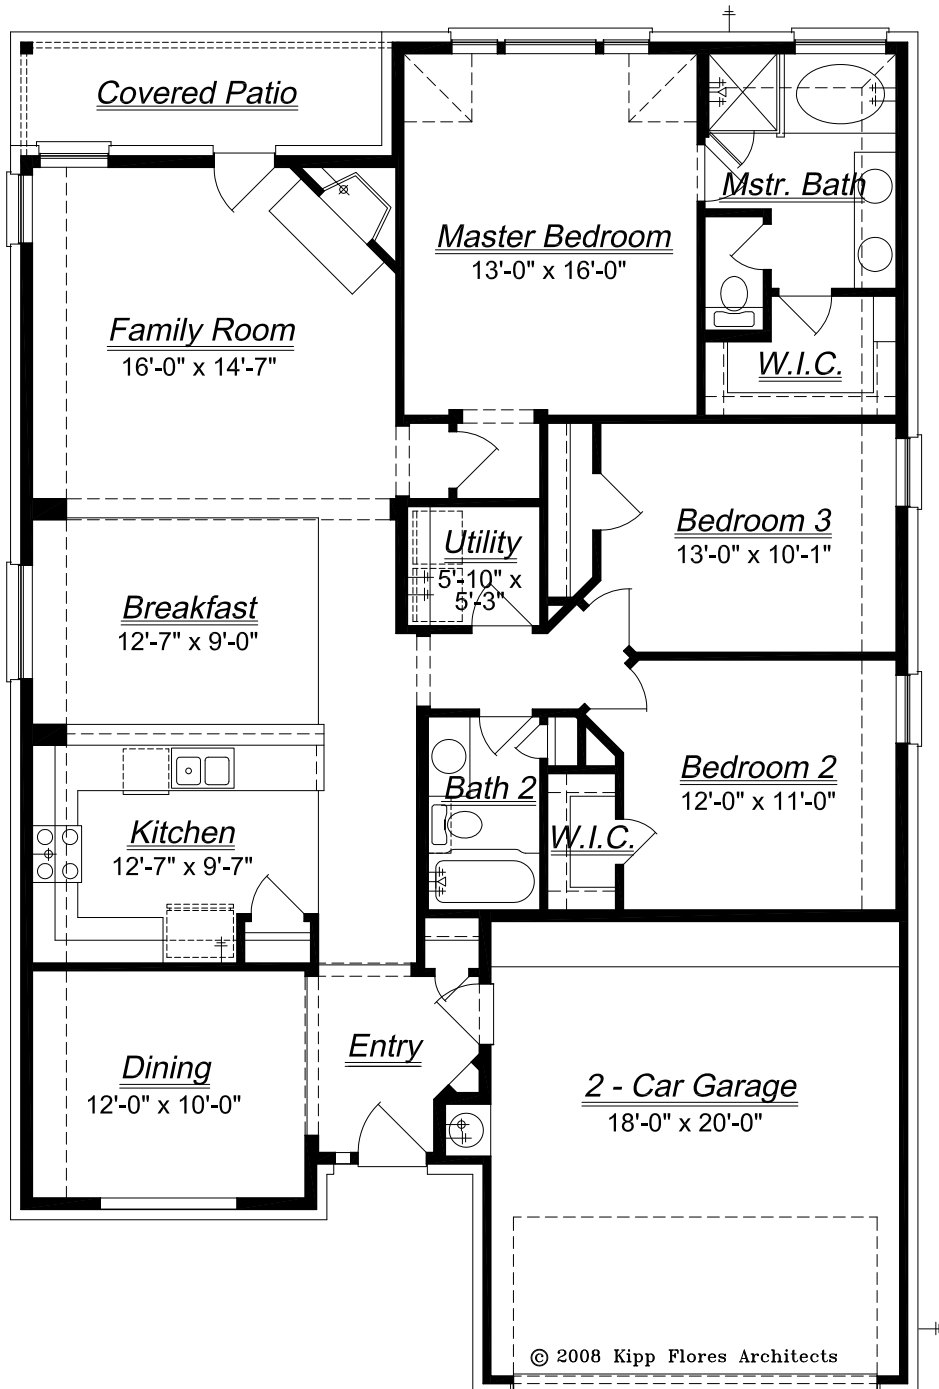 Covered Patio
Mstr. Bath
Master Bedroom
13'-0" x 16'-0"
Family Room
16'-0" x 14'-7"
W.I.C.
Bedroom 3
13'-0" x 10'-1"
Utility
5'-10" x
5'-3"
Breakfast
12'-7" x 9'-0"
Bedroom 2
12'-0" x 11'-0"
Bath 2
W.I.C.
Kitchen
12'-7" x 9'-7"
Entry
Dining
12'-0" x 10'-0"
2 - Car Garage
18'-0" x 20'-0"
© 2008 Kipp Flores Architects